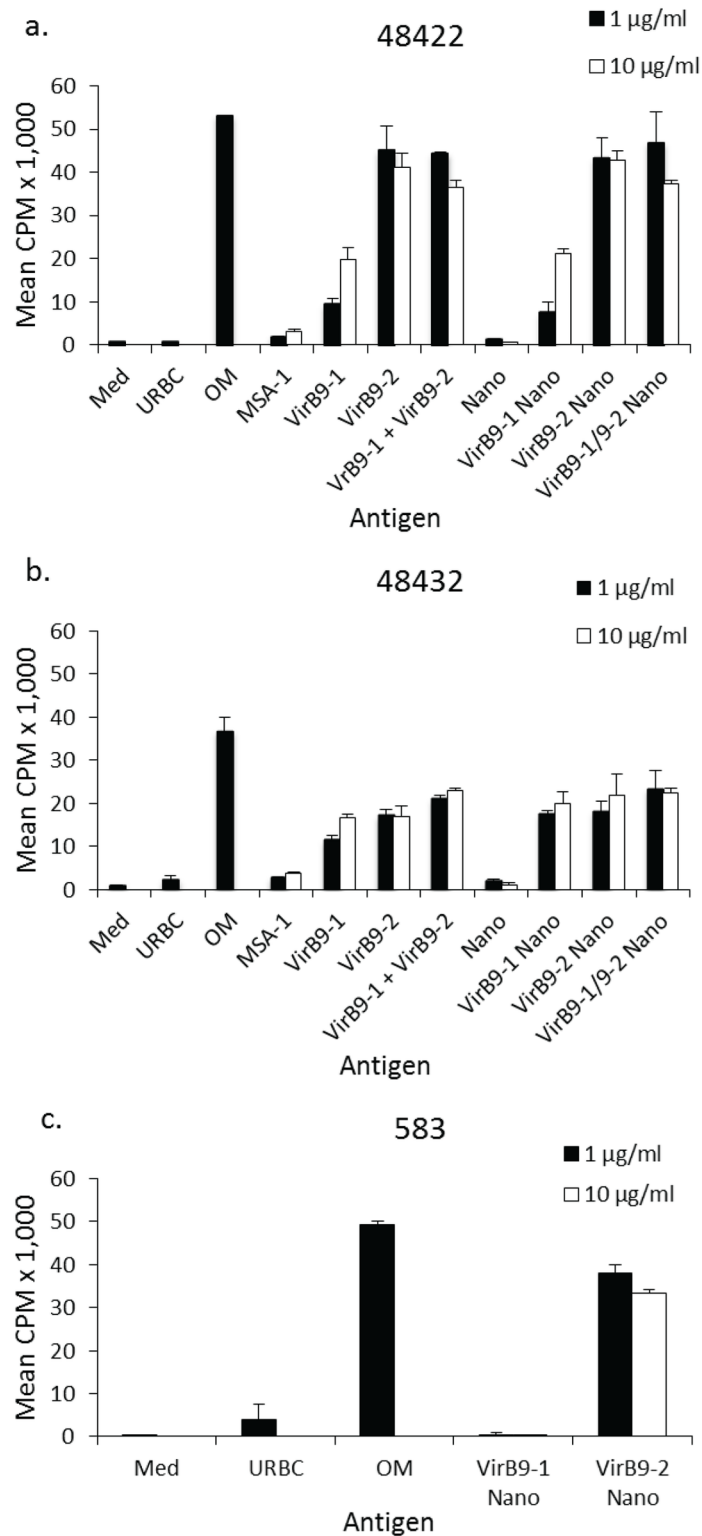 a.
48422
1 µg/ml
10 µg/ml
Mean CPM x 1,000
60
50
40
30
20
10
0
Med
URBC
OM
MSA-1
VirB9-1
VirB9-2
VrB9-1 + VirB9-2
Nano
VirB9-1 Nano
VirB9-2 Nano
VirB9-1/9-2 Nano
Antigen
b.
48432
1 µg/ml
10 µg/ml
Mean CPM x 1,000
60
50
40
30
20
10
0
Med
URBC
OM
MSA-1
VirB9-1
VirB9-2
VirB9-1 + VirB9-2
Nano
VirB9-1 Nano
VirB9-2 Nano
VirB9-1/9-2 Nano
Antigen
c.
583
1 µg/ml
10 µg/ml
Mean CPM x 1,000
60
50
40
30
20
10
0
Med
URBC
OM
VirB9-1
Nano
VirB9-2
Nano
Antigen